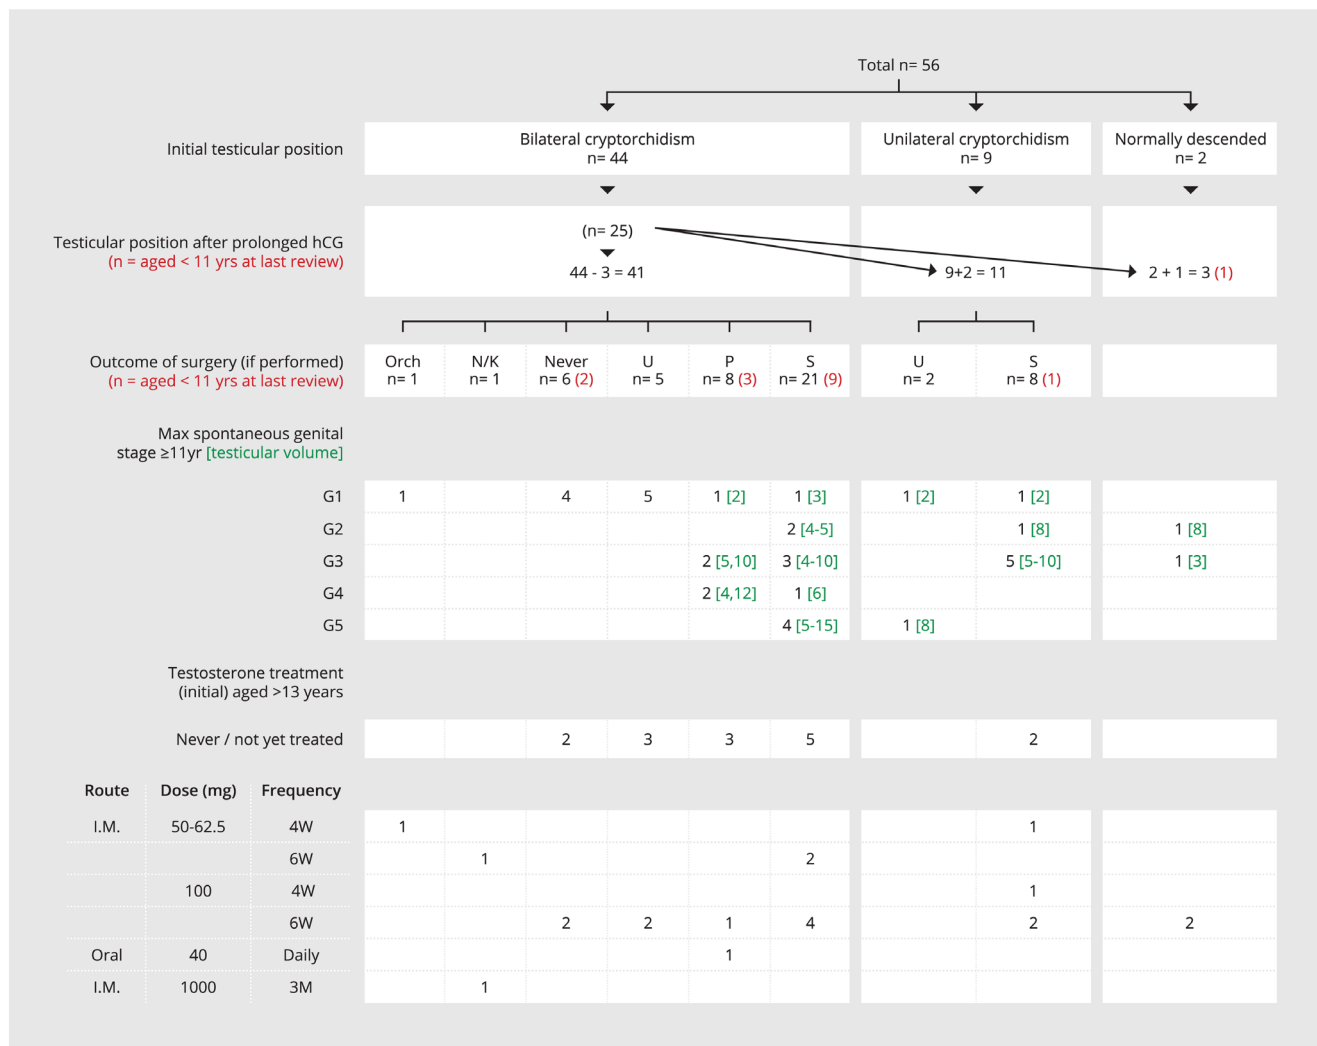 Total n= 56
Initial testicular position
Bilateral cryptorchidism
n= 44
Unilateral cryptorchidism
n= 9
Normally descended
n= 2
Testicular position after prolonged hCG
(n = aged < 11 yrs at last review)
(n= 25)
44 - 3 = 41
9+2 = 11
2 + 1 = 3 (1)
Outcome of surgery (if performed)
(n = aged < 11 yrs at last review)
Orch
n= 1
N/K
n= 1
Never
n= 6 (2)
U
n= 5
P
n= 8 (3)
S
n= 21 (9)
U
n= 2
S
n= 8 (1)
Max spontaneous genital
stage ≥11yr [testicular volume]
G1 1 4 5 1 [2] 1 [3] 1 [2] 1 [2]
G2 2 [4-5] 1 [8] 1 [8]
G3 2 [5,10] 3 [4-10] 5 [5-10] 1 [3]
G4 2 [4,12] 1 [6]
G5 4 [5-15] 1 [8]
Testosterone treatment
(initial) aged >13 years
Never / not yet treated 2 3 3 5 2
Route Dose (mg) Frequency
I.M. 50-62.5 4W 1 1
6W 1 2
100 4W 1
6W 2 2 1 4 2 2
Oral 40 Daily 1
I.M. 1000 3M 1